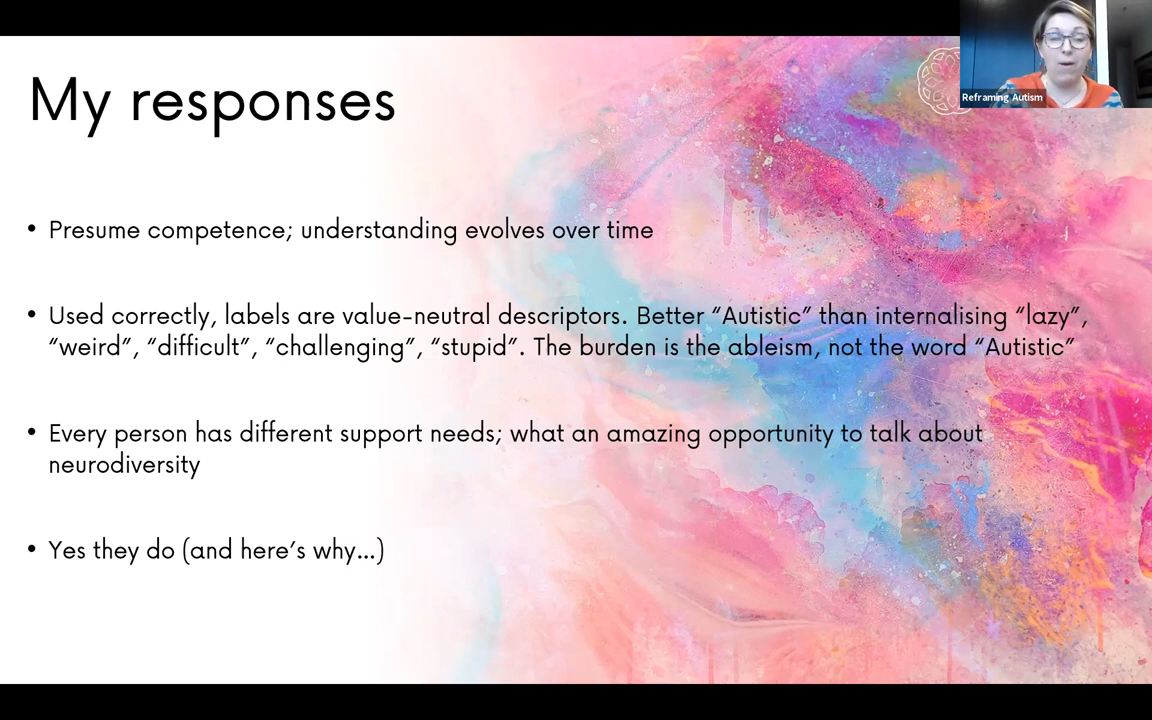 My responses
Reframing Autism
• Presume competence; understanding evolves over time
• Used correctly, labels are value-neutral descriptors. Better “Autistic” than internalising “lazy”,
“weird”, “difficult”, “challenging”, “stupid”. The burden is the ableism, not the word “Autistic”
• Every person has different support needs; what an amazing opportunity to talk about
neurodiversity
• Yes they do (and here’s why...)